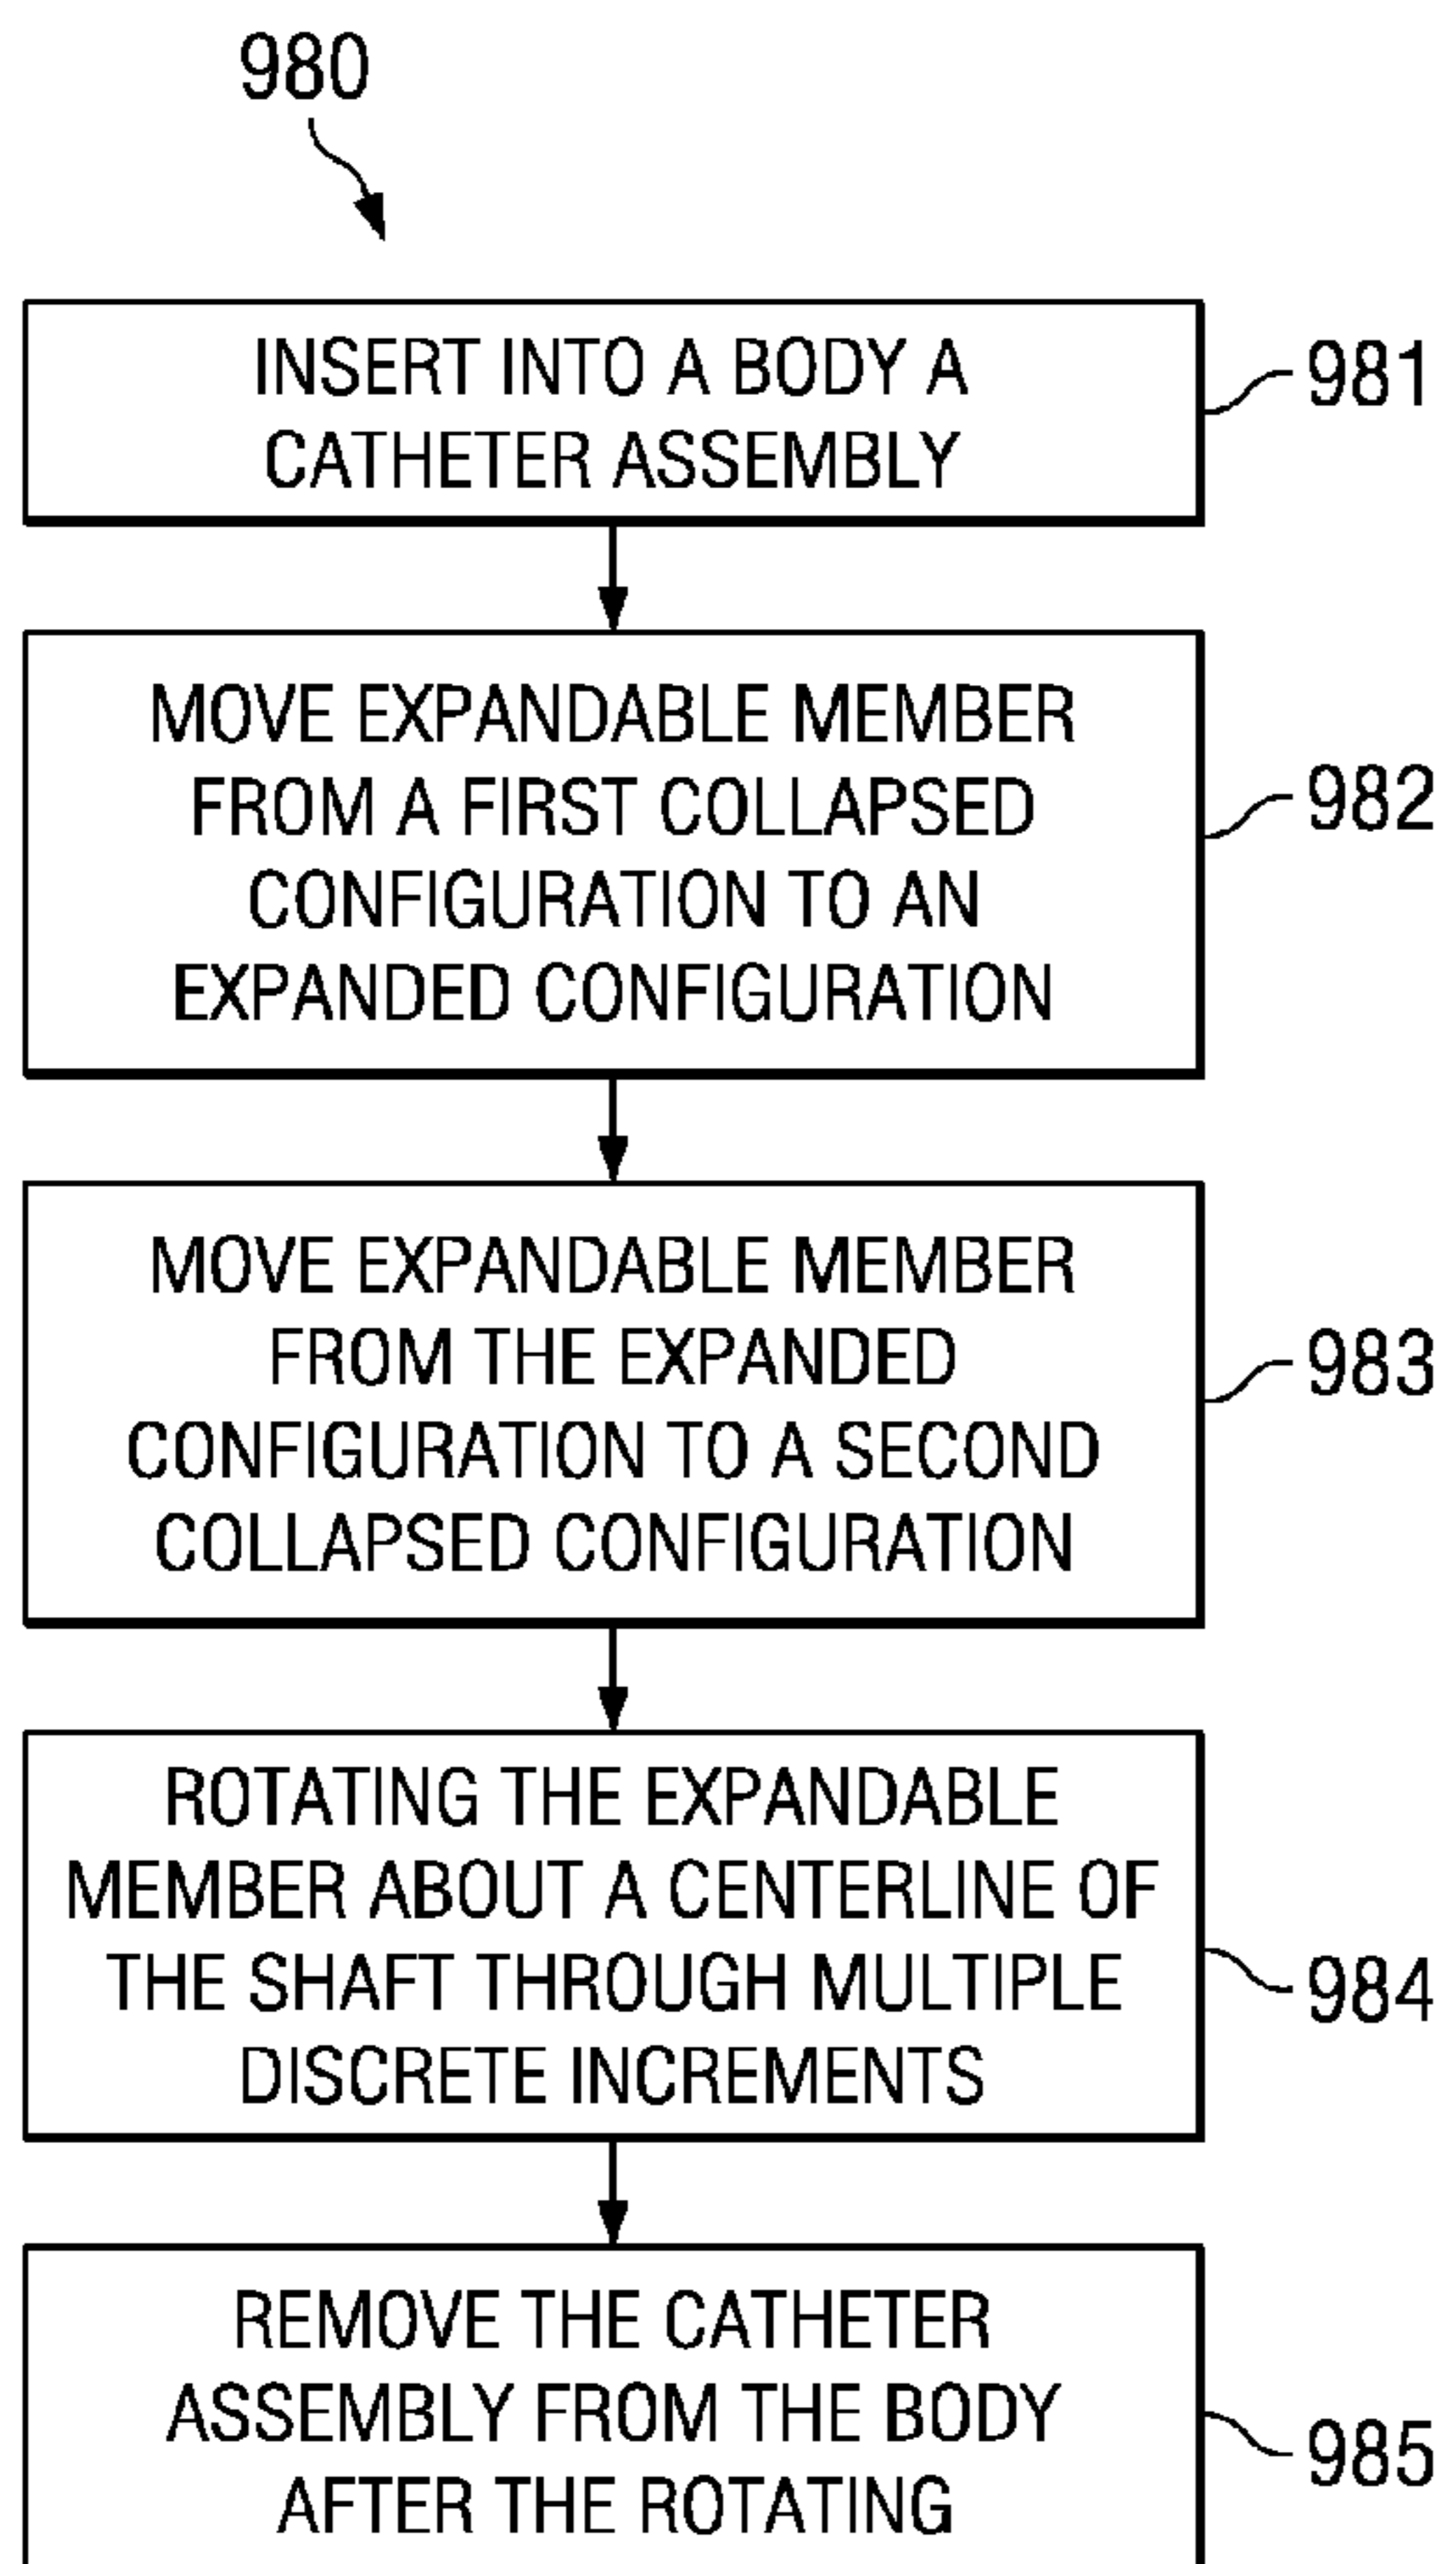 980
INSERT INTO A BODY A
CATHETER ASSEMBLY
981
MOVE EXPANDABLE MEMBER
FROM A FIRST COLLAPSED
CONFIGURATION TO AN
EXPANDED CONFIGURATION
982
MOVE EXPANDABLE MEMBER
FROM THE EXPANDED
CONFIGURATION TO A SECOND
COLLAPSED CONFIGURATION
983
ROTATING THE EXPANDABLE
MEMBER ABOUT A CENTERLINE OF
THE SHAFT THROUGH MULTIPLE
DISCRETE INCREMENTS
984
REMOVE THE CATHETER
ASSEMBLY FROM THE BODY
AFTER THE ROTATING
985